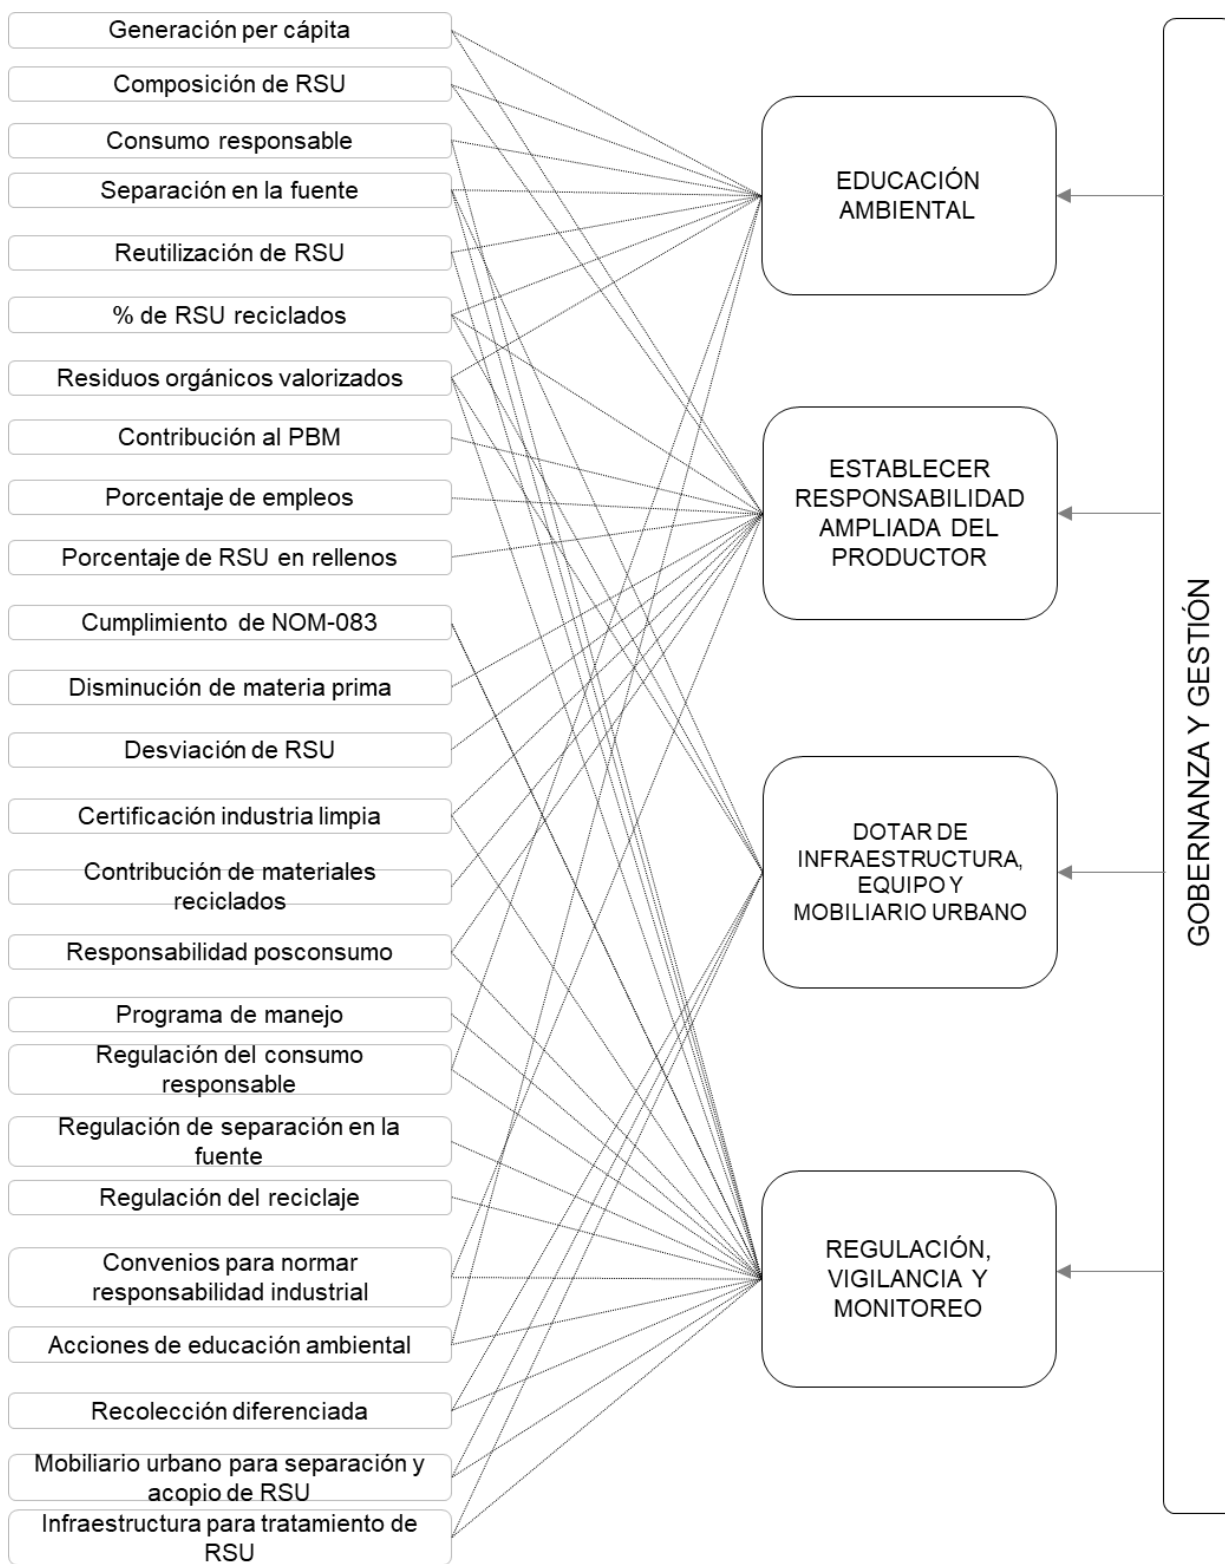 Generación per cápita
Composición de RSU
Consumo responsable
Separación en la fuente
Reutilización de RSU
% de RSU reciclados
Residuos orgánicos valorizados
Contribución al PBM
Porcentaje de empleos
Porcentaje de RSU en rellenos
Cumplimiento de NOM-083
Disminución de materia prima
Desviación de RSU
Certificación industria limpia
Contribución de materiales
reciclados
Responsabilidad posconsumo
Programa de manejo
Regulación del consumo
responsable
Regulación de separación en la
fuente
Regulación del reciclaje
Convenios para normar
responsabilidad industrial
Acciones de educación ambiental
Recolección diferenciada
Mobiliario urbano para separación y
acopio de RSU
Infraestructura para tratamiento de
RSU
EDUCACIÓN
AMBIENTAL
ESTABLECER
RESPONSABILIDAD
AMPLIADA DEL
PRODUCTOR
DOTAR DE
INFRAESTRUCTURA,
EQUIPO Y
MOBILIARIO URBANO
REGULACIÓN,
VIGILANCIA Y
MONITOREO
GOBERNANZA Y GESTIÓN